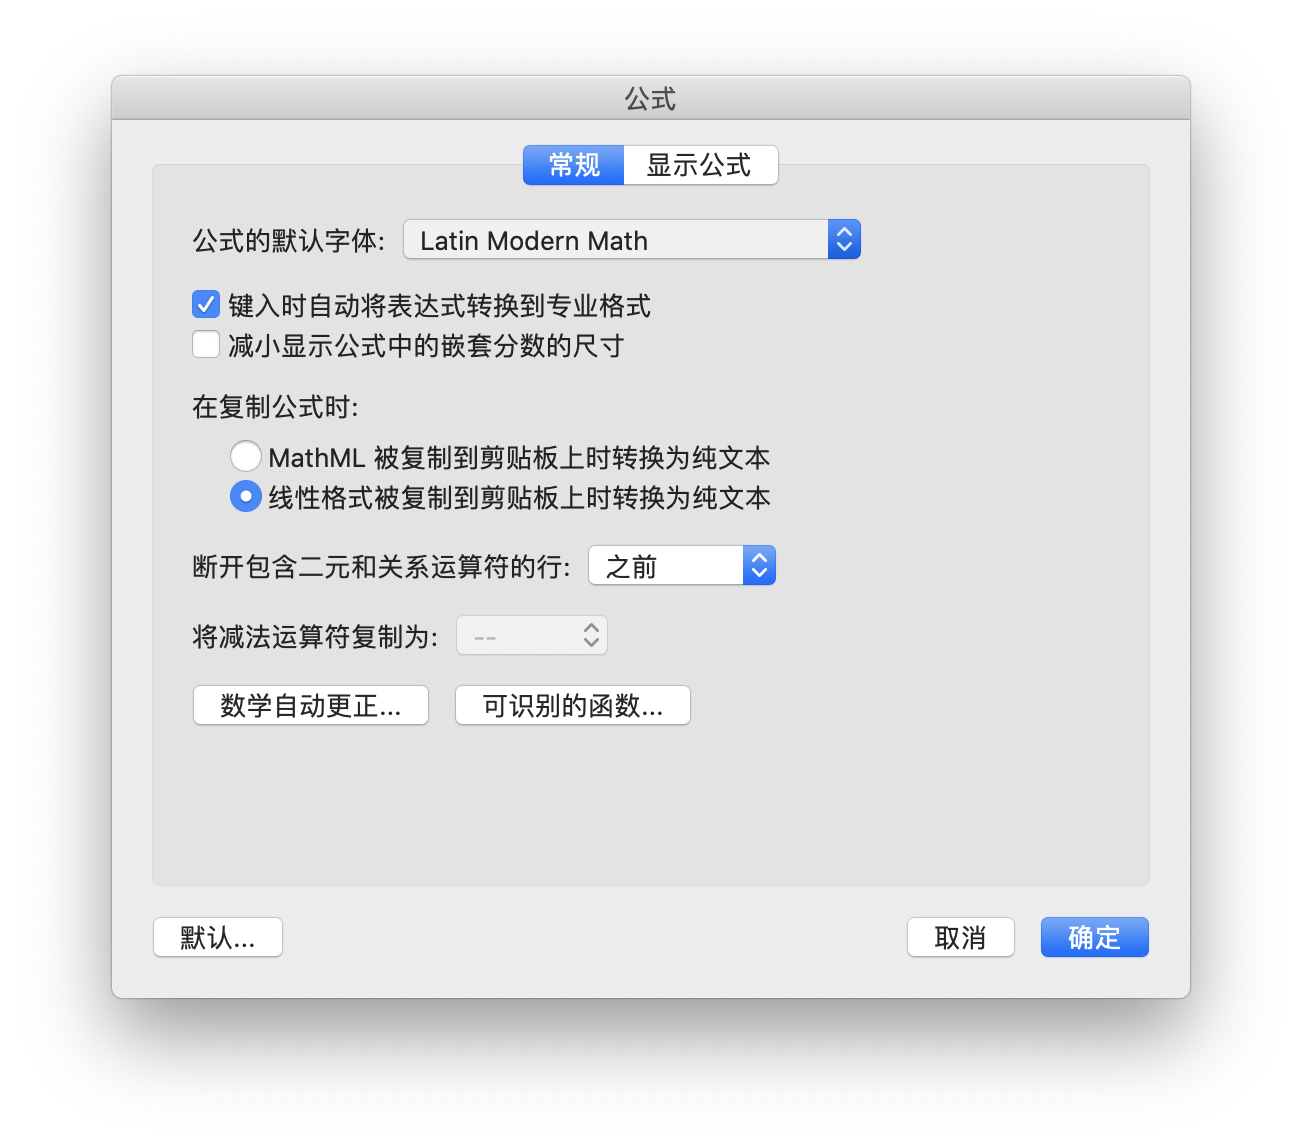 公式
常规 显示公式
公式的默认字体: Latin Modern Math
键入时自动将表达式转换到专业格式
减小显示公式中的嵌套分数的尺寸
在复制公式时:
MathML 被复制到剪贴板上时转换为纯文本
线性格式被复制到剪贴板上时转换为纯文本
断开包含二元和关系运算符的行: 之前
将减法运算符复制为: --
数学自动更正... 可识别的函数...
默认... 取消 确定